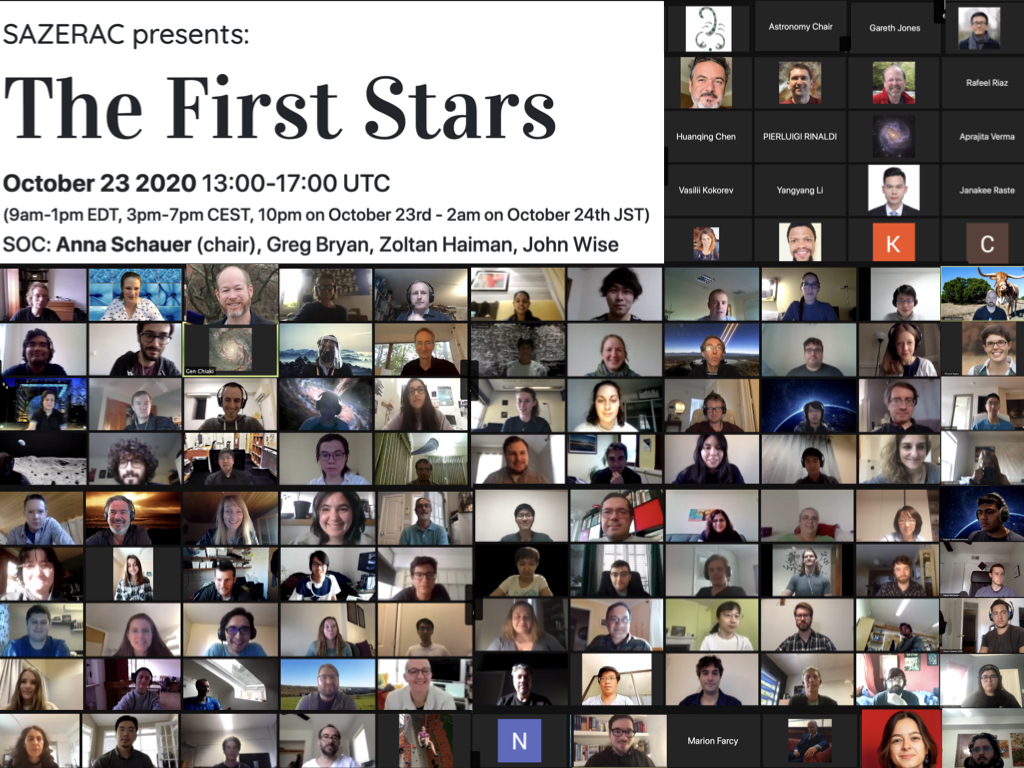 SAZERAC presents:
The First Stars
October 23 2020 13:00-17:00 UTC
(9am-1pm EDT, 3pm-7pm CEST, 10pm on October 23rd - 2am on October 24th JST)
SOC: Anna Schauer (chair), Greg Bryan, Zoltan Haiman, John Wise
Astronomy Chair
Gareth Jones
Rafeel Riaz
Huanqing Chen
PIERLUIGI RINALDI
Aprajita Verma
Vasilii Kokorev
Yangyang Li
Janakee Raste
K
C
Gen Chiaki
N
Marion Farcy